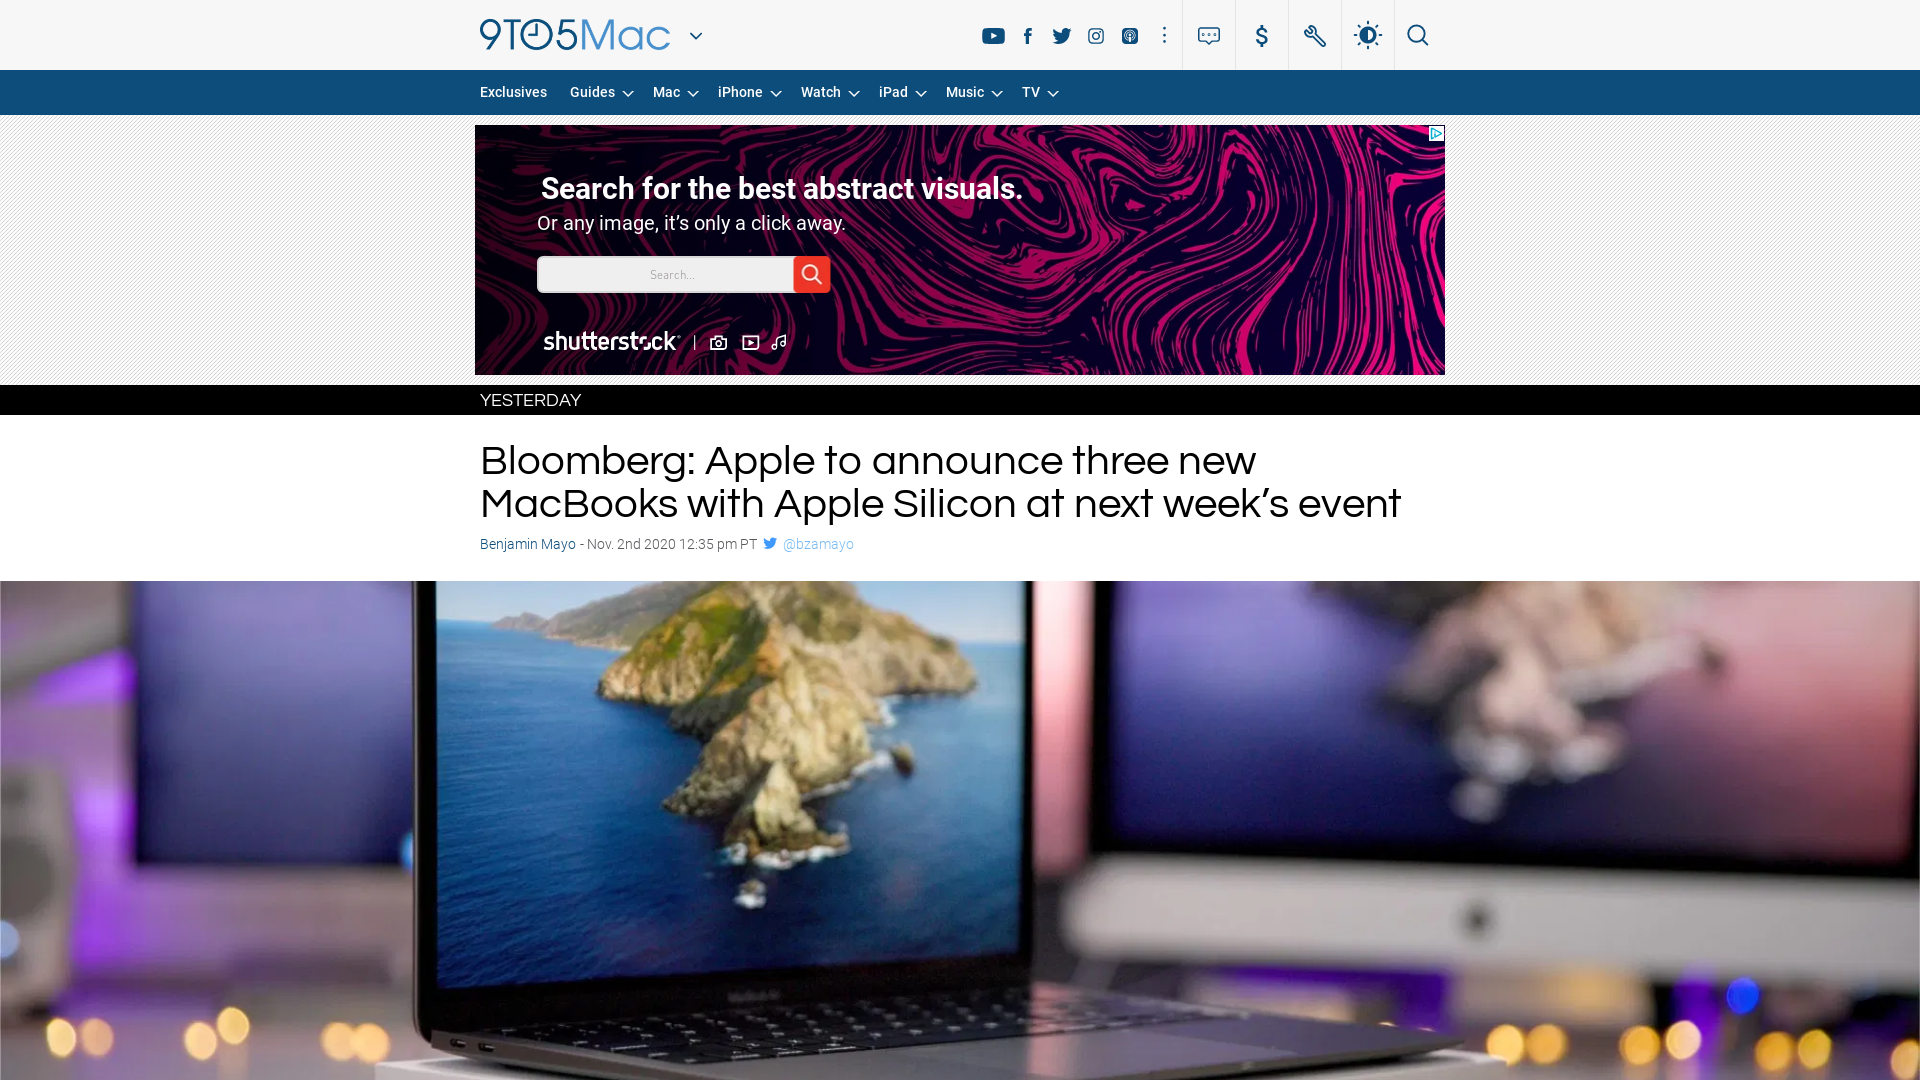 9TO5Mac
Exclusives Guides Mac iPhone Watch iPad Music TV
Search for the best abstract visuals.
Or any image, it's only a click away.
Search...
shutterstock
YESTERDAY
Bloomberg: Apple to announce three new
MacBooks with Apple Silicon at next week's event
Benjamin Mayo - Nov. 2nd 2020 12:35 pm PT @bzamayo